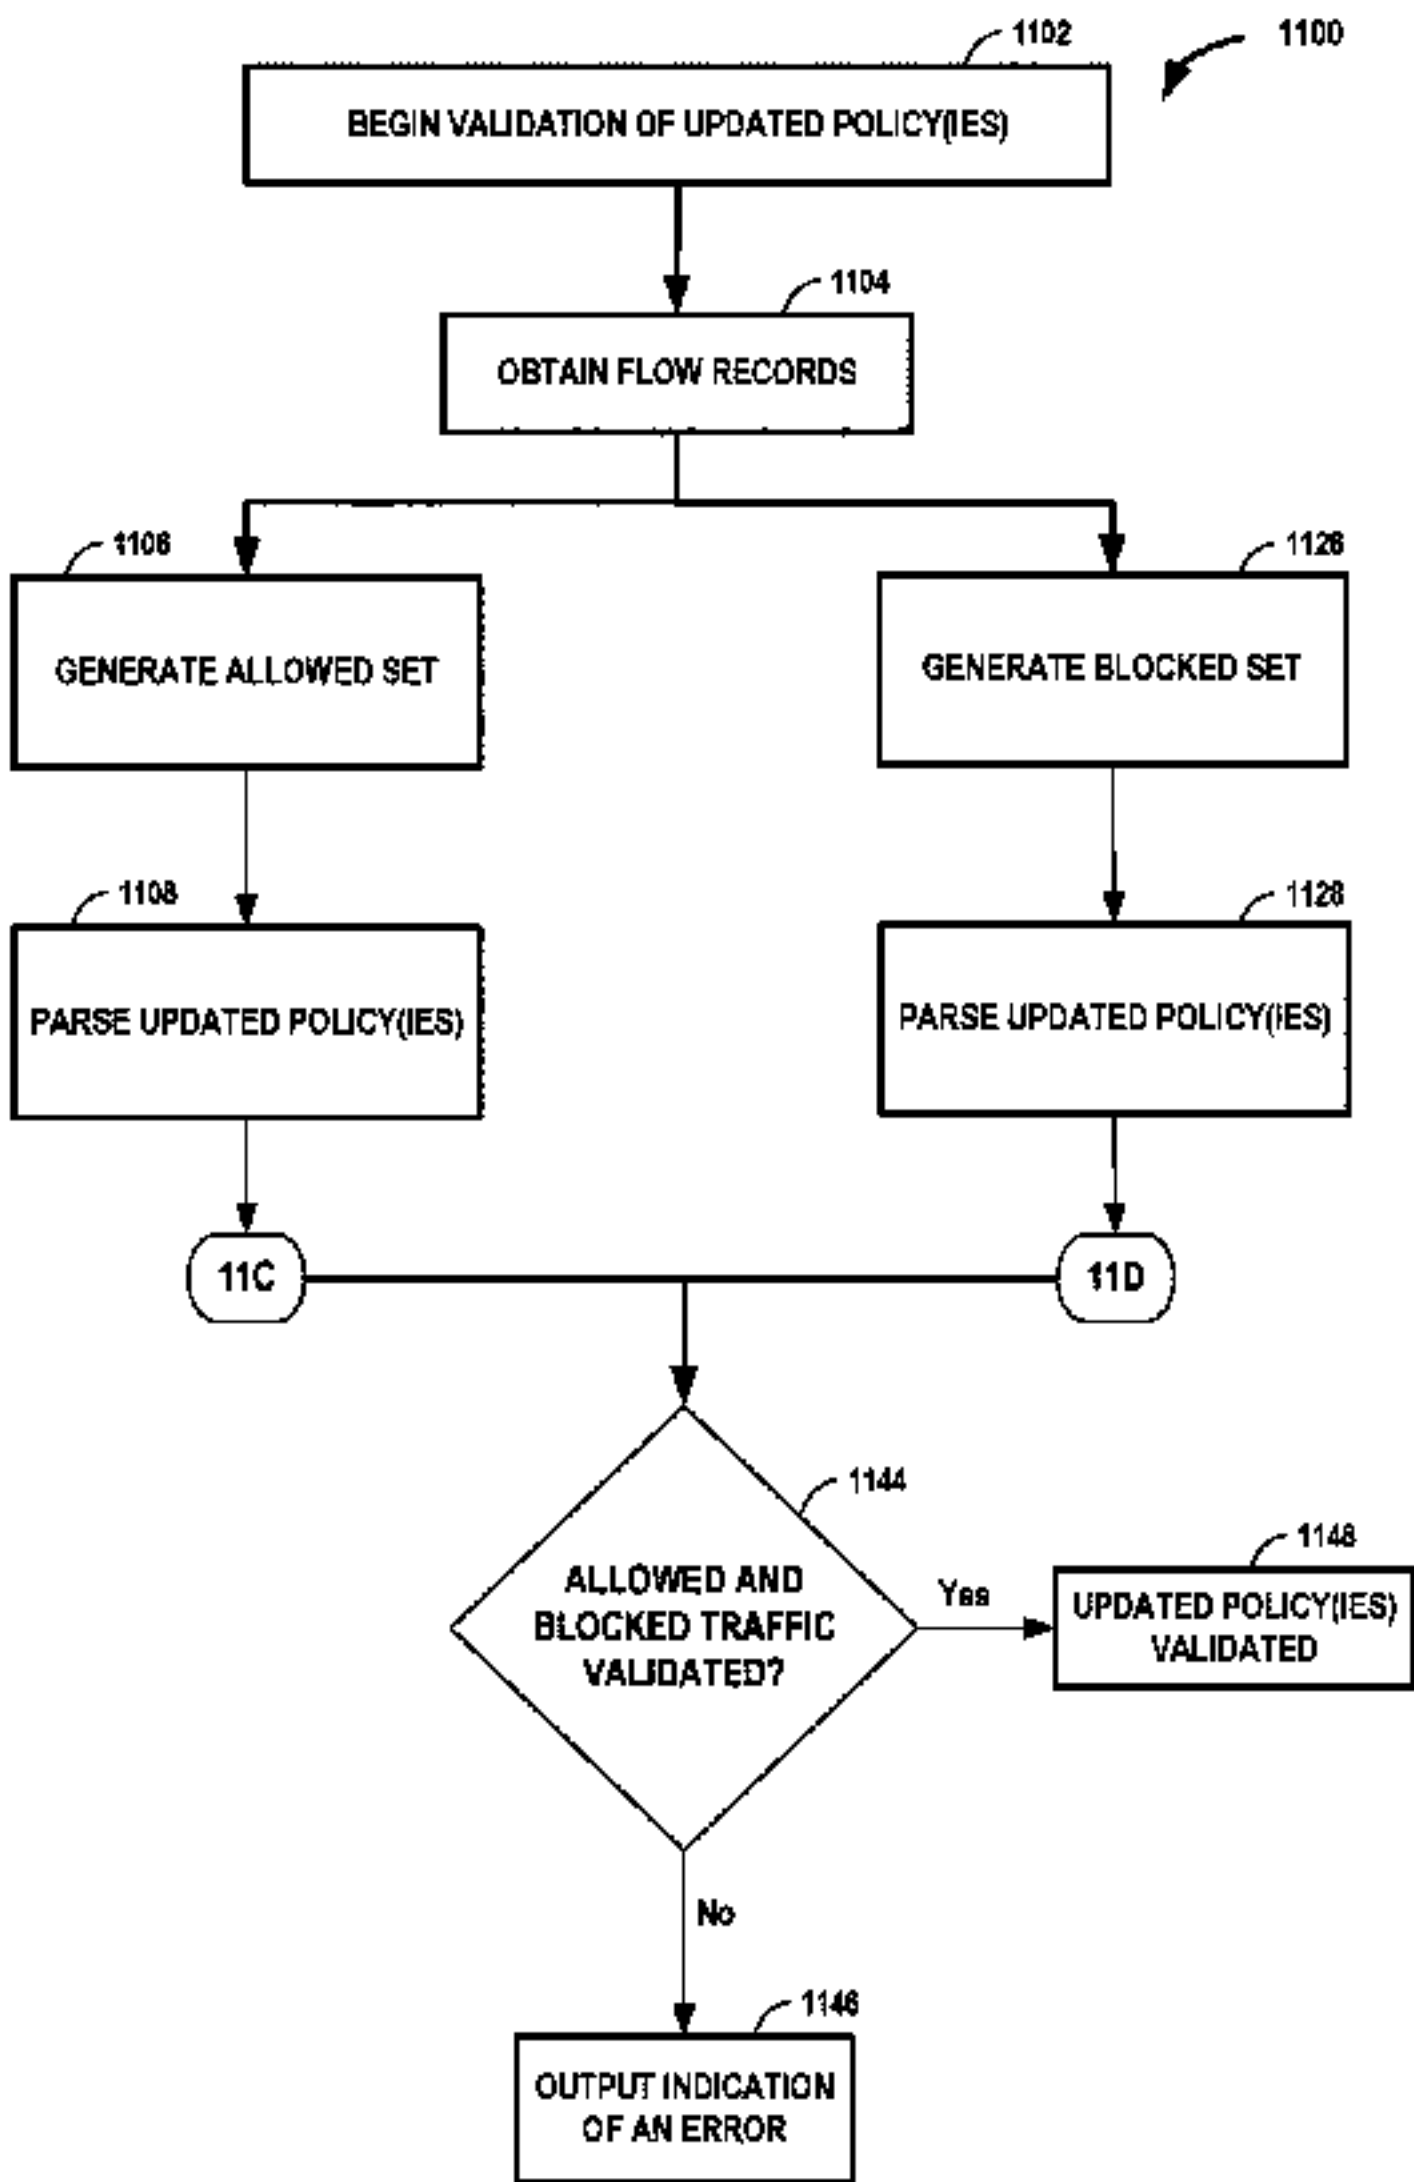 1102
1100
BEGIN VALIDATION OF UPDATED POLICY(IES)
1104
OBTAIN FLOW RECORDS
1106
1126
GENERATE ALLOWED SET
GENERATE BLOCKED SET
1108
1128
PARSE UPDATED POLICY(IES)
PARSE UPDATED POLICY(IES)
11C
11D
1144
ALLOWED AND
BLOCKED TRAFFIC
VALIDATED?
Yes
1148
UPDATED POLICY(IES)
VALIDATED
No
1146
OUTPUT INDICATION
OF AN ERROR